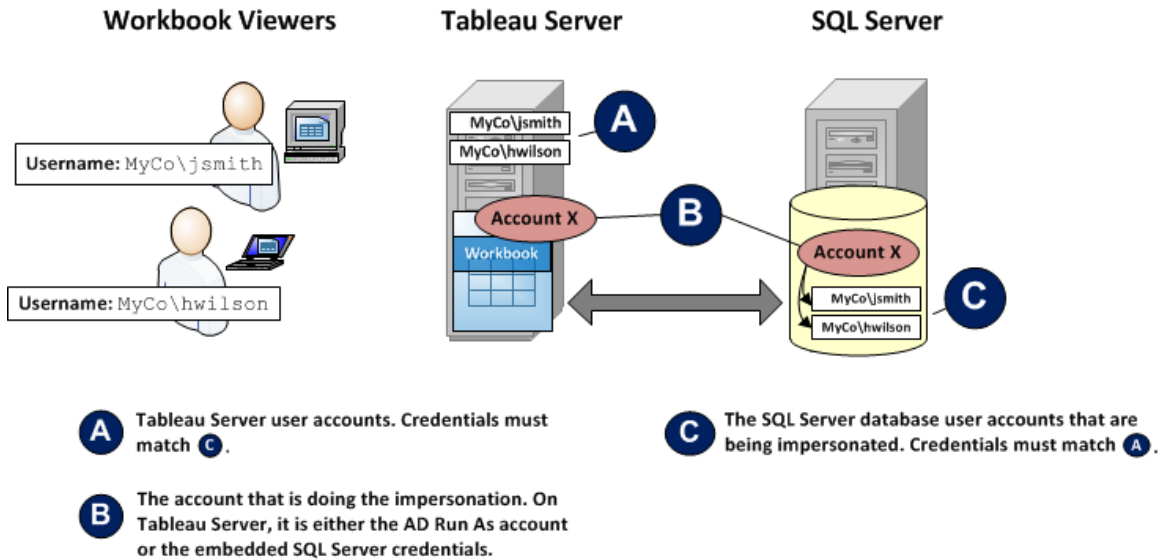 Workbook Viewers
Tableau Server
SQL Server
Username: MyCo\jsmith
Username: MyCo\hwilson
MyCo\jsmith
MyCo\hwilson
A
Account X
Workbook
B
Account X
MyCo\jsmith
MyCo\hwilson
C
A
Tableau Server user accounts. Credentials must
match C .
B
The account that is doing the impersonation. On
Tableau Server, it is either the AD Run As account
or the embedded SQL Server credentials.
C
The SQL Server database user accounts that are
being impersonated. Credentials must match A .